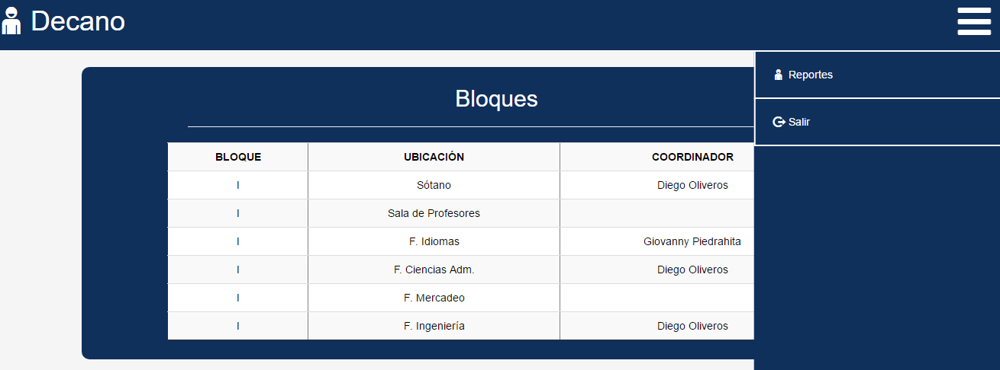 Decano
Reportes
Salir
Bloques
BLOQUE UBICACIÓN COORDINADOR
I Sótano Diego Oliveros
I Sala de Profesores
I F. Idiomas Giovanny Piedrahita
I F. Ciencias Adm. Diego Oliveros
I F. Mercadeo
I F. Ingeniería Diego Oliveros